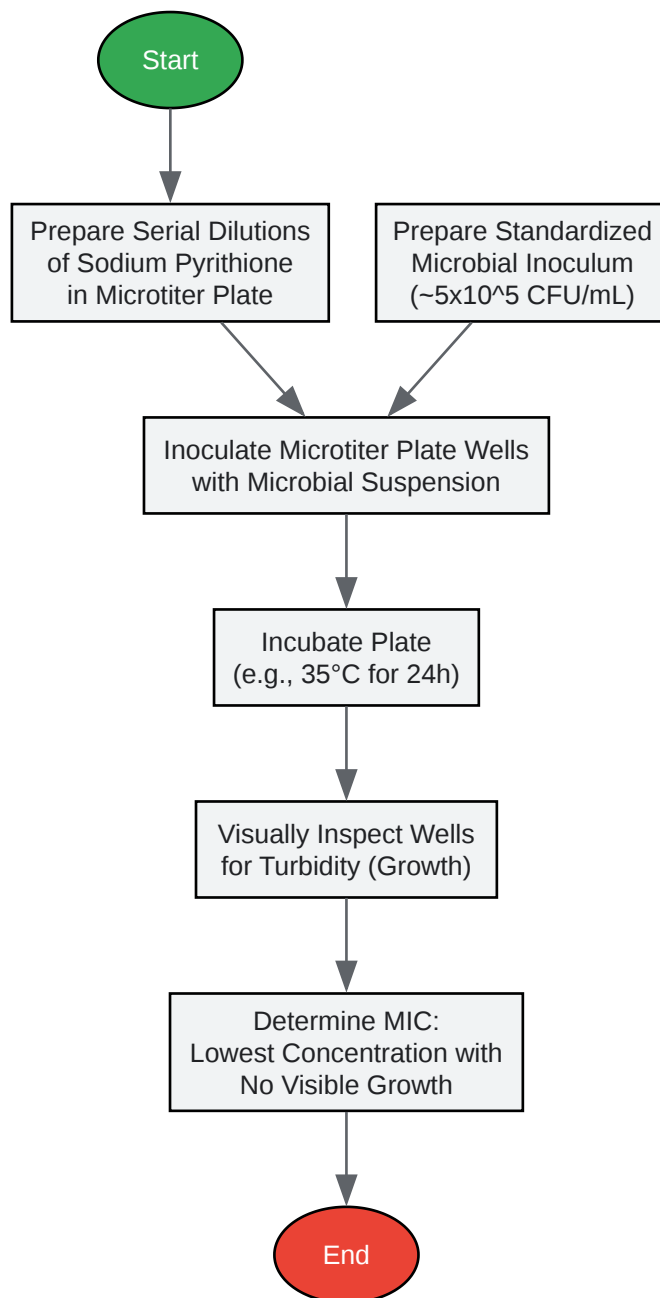 Start
Prepare Serial Dilutions
of Sodium Pyrithione
in Microtiter Plate
Prepare Standardized
Microbial Inoculum
(~5x10^5 CFU/mL)
Inoculate Microtiter Plate Wells
with Microbial Suspension
Incubate Plate
(e.g., 35°C for 24h)
Visually Inspect Wells
for Turbidity (Growth)
Determine MIC:
Lowest Concentration with
No Visible Growth
End